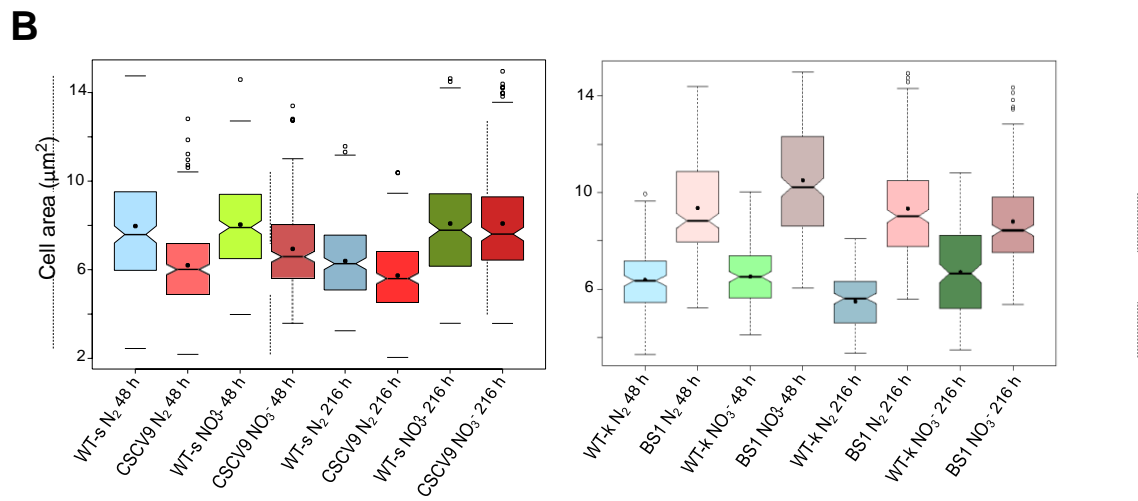 B
Cell area (μm²)
14
10
6
2
WT-s N₂ 48 h
CSCV9 N₂ 48 h
WT-s NO₃⁻ 48 h
CSCV9 NO₃⁻ 48 h
WT-s N₂ 216 h
CSCV9 N₂ 216 h
WT-s NO₃⁻ 216 h
CSCV9 NO₃⁻ 216 h
14
10
6
WT-k N₂ 48 h
BS1 N₂ 48 h
WT-k NO₃⁻ 48 h
BS1 NO₃⁻ 48 h
WT-k N₂ 216 h
BS1 N₂ 216 h
WT-k NO₃⁻ 216 h
BS1 NO₃⁻ 216 h